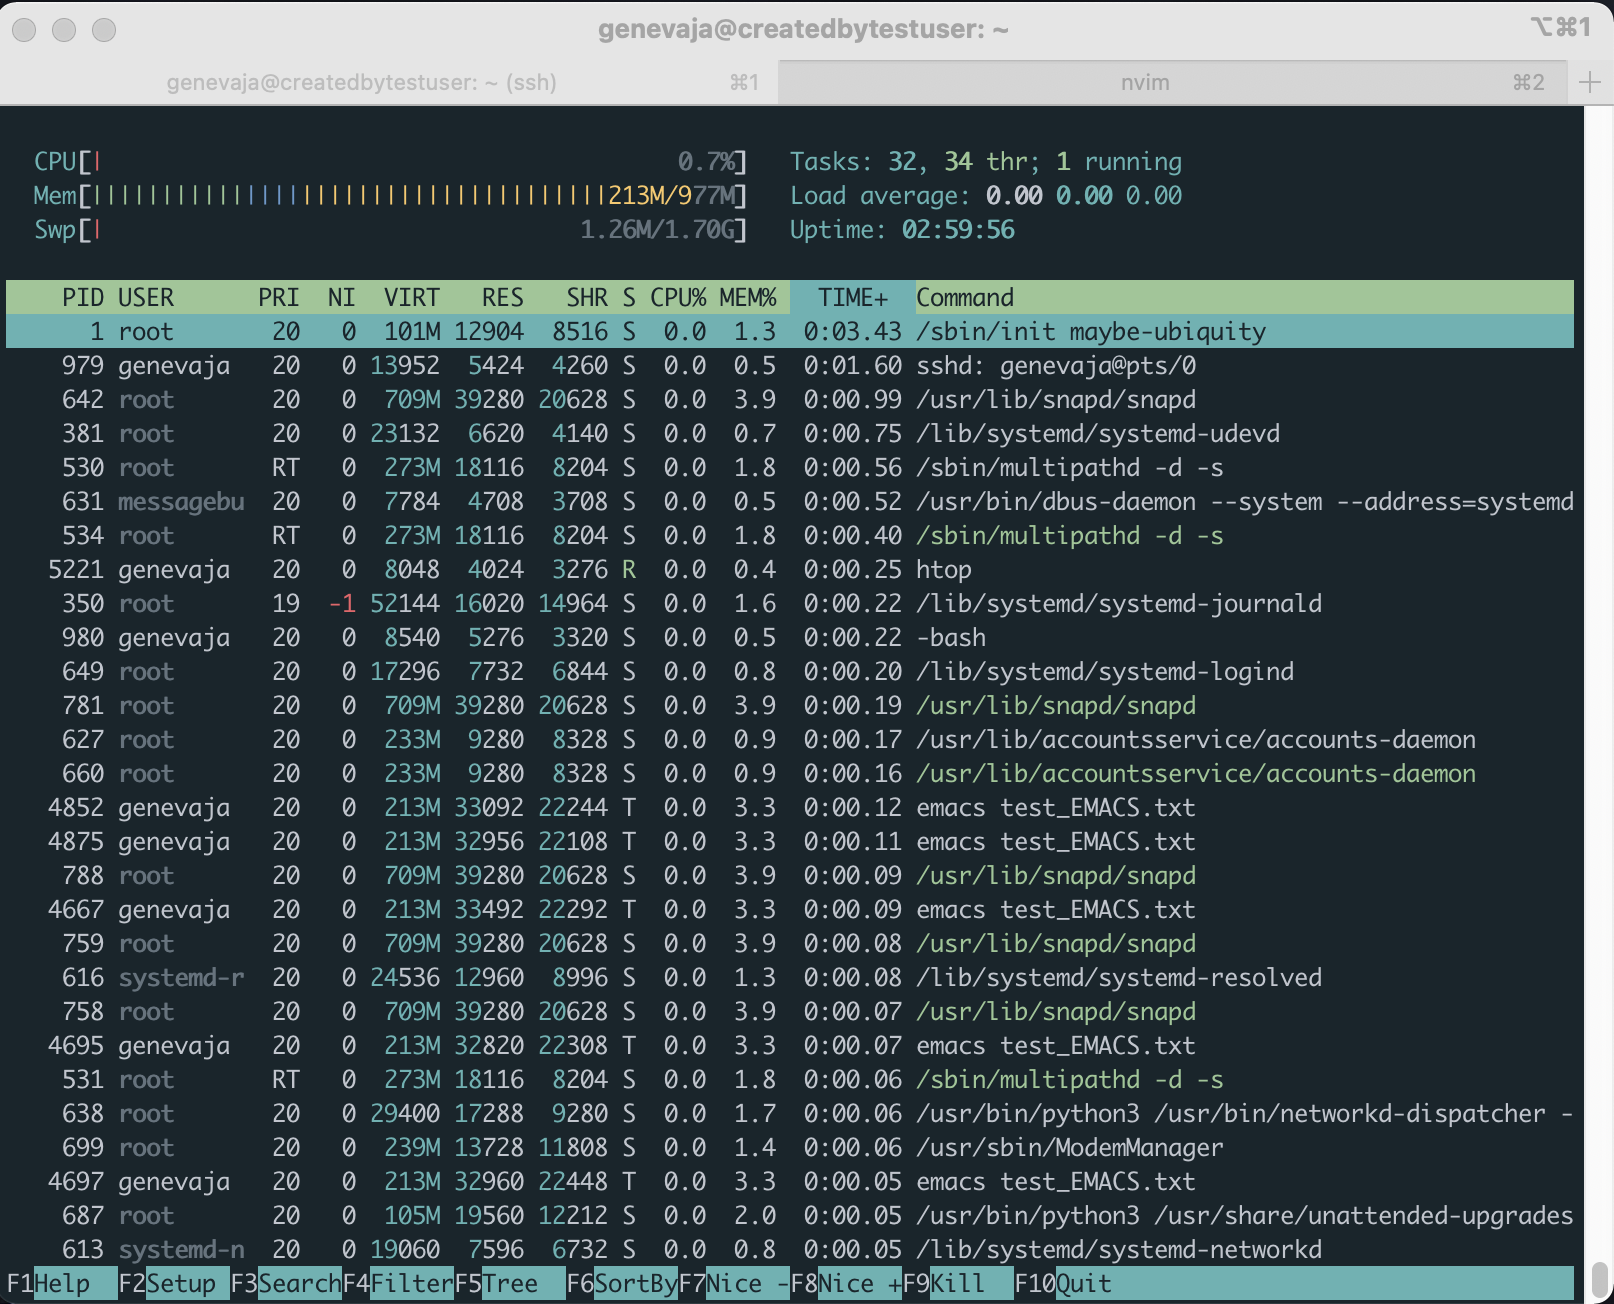 genevaja@createdbytestuser: ~ ⌥⌘1
genevaja@createdbytestuser: ~ (ssh) ⌘1 nvim ⌘2 +
CPU[| 0.7%] Tasks: 32, 34 thr; 1 running
Mem[|||||||||||||||||||||||||||||||||||||213M/977M] Load average: 0.00 0.00 0.00
Swp[| 1.26M/1.70G] Uptime: 02:59:56
PID USER PRI NI VIRT RES SHR S CPU% MEM% TIME+ Command
1 root 20 0 101M 12904 8516 S 0.0 1.3 0:03.43 /sbin/init maybe-ubiquity
979 genevaja 20 0 13952 5424 4260 S 0.0 0.5 0:01.60 sshd: genevaja@pts/0
642 root 20 0 709M 39280 20628 S 0.0 3.9 0:00.99 /usr/lib/snapd/snapd
381 root 20 0 23132 6620 4140 S 0.0 0.7 0:00.75 /lib/systemd/systemd-udevd
530 root RT 0 273M 18116 8204 S 0.0 1.8 0:00.56 /sbin/multipathd -d -s
631 messagebu 20 0 7784 4708 3708 S 0.0 0.5 0:00.52 /usr/bin/dbus-daemon --system --address=systemd
534 root RT 0 273M 18116 8204 S 0.0 1.8 0:00.40 /sbin/multipathd -d -s
5221 genevaja 20 0 8048 4024 3276 R 0.0 0.4 0:00.25 htop
350 root 19 -1 52144 16020 14964 S 0.0 1.6 0:00.22 /lib/systemd/systemd-journald
980 genevaja 20 0 8540 5276 3320 S 0.0 0.5 0:00.22 -bash
649 root 20 0 17296 7732 6844 S 0.0 0.8 0:00.20 /lib/systemd/systemd-logind
781 root 20 0 709M 39280 20628 S 0.0 3.9 0:00.19 /usr/lib/snapd/snapd
627 root 20 0 233M 9280 8328 S 0.0 0.9 0:00.17 /usr/lib/accountsservice/accounts-daemon
660 root 20 0 233M 9280 8328 S 0.0 0.9 0:00.16 /usr/lib/accountsservice/accounts-daemon
4852 genevaja 20 0 213M 33092 22244 T 0.0 3.3 0:00.12 emacs test_EMACS.txt
4875 genevaja 20 0 213M 32956 22108 T 0.0 3.3 0:00.11 emacs test_EMACS.txt
788 root 20 0 709M 39280 20628 S 0.0 3.9 0:00.09 /usr/lib/snapd/snapd
4667 genevaja 20 0 213M 33492 22292 T 0.0 3.3 0:00.09 emacs test_EMACS.txt
759 root 20 0 709M 39280 20628 S 0.0 3.9 0:00.08 /usr/lib/snapd/snapd
616 systemd-r 20 0 24536 12960 8996 S 0.0 1.3 0:00.08 /lib/systemd/systemd-resolved
758 root 20 0 709M 39280 20628 S 0.0 3.9 0:00.07 /usr/lib/snapd/snapd
4695 genevaja 20 0 213M 32820 22308 T 0.0 3.3 0:00.07 emacs test_EMACS.txt
531 root RT 0 273M 18116 8204 S 0.0 1.8 0:00.06 /sbin/multipathd -d -s
638 root 20 0 29400 17288 9280 S 0.0 1.7 0:00.06 /usr/bin/python3 /usr/bin/networkd-dispatcher -
699 root 20 0 239M 13728 11808 S 0.0 1.4 0:00.06 /usr/sbin/ModemManager
4697 genevaja 20 0 213M 32960 22448 T 0.0 3.3 0:00.05 emacs test_EMACS.txt
687 root 20 0 105M 19560 12212 S 0.0 2.0 0:00.05 /usr/bin/python3 /usr/share/unattended-upgrades
613 systemd-n 20 0 19060 7596 6732 S 0.0 0.8 0:00.05 /lib/systemd/systemd-networkd
F1Help F2Setup F3SearchF4FilterF5Tree F6SortByF7Nice -F8Nice +F9Kill F10Quit